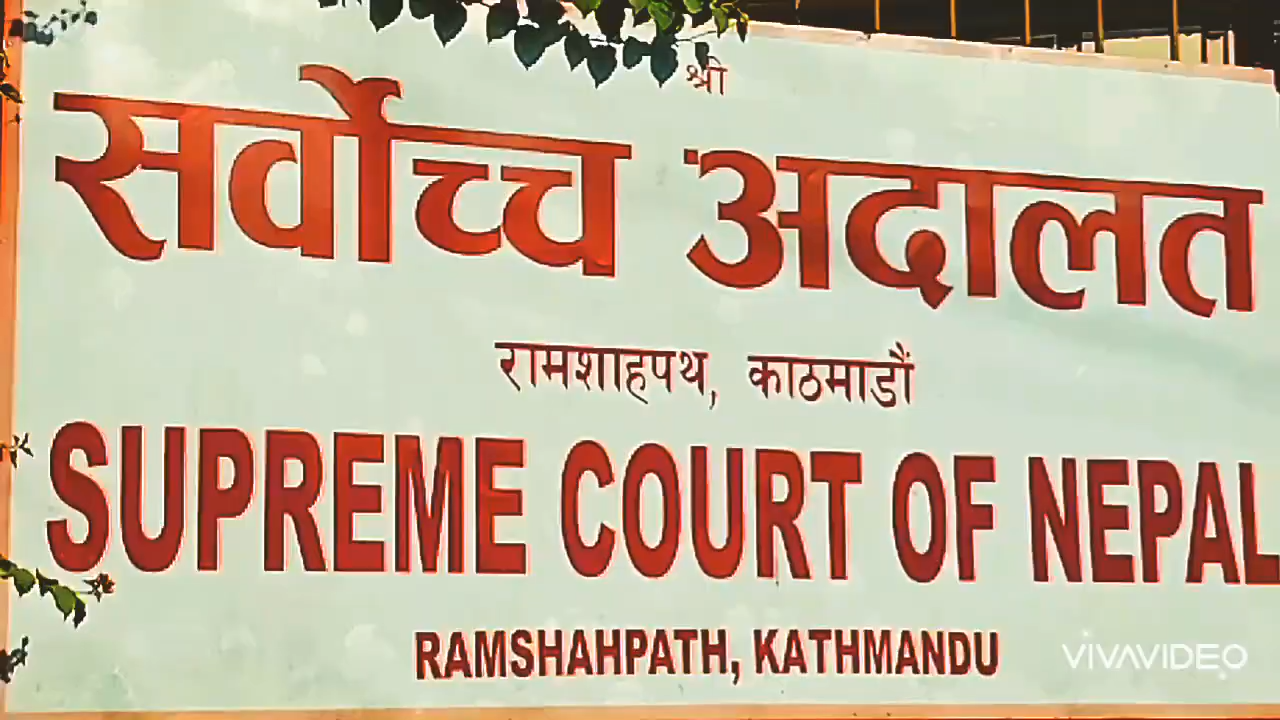 श्री
सर्वोच्च अदालत
रामशाहपथ, काठमाडौं
SUPREME COURT OF NEPAL
RAMSHAHPATH, KATHMANDU
VIVAVIDEO